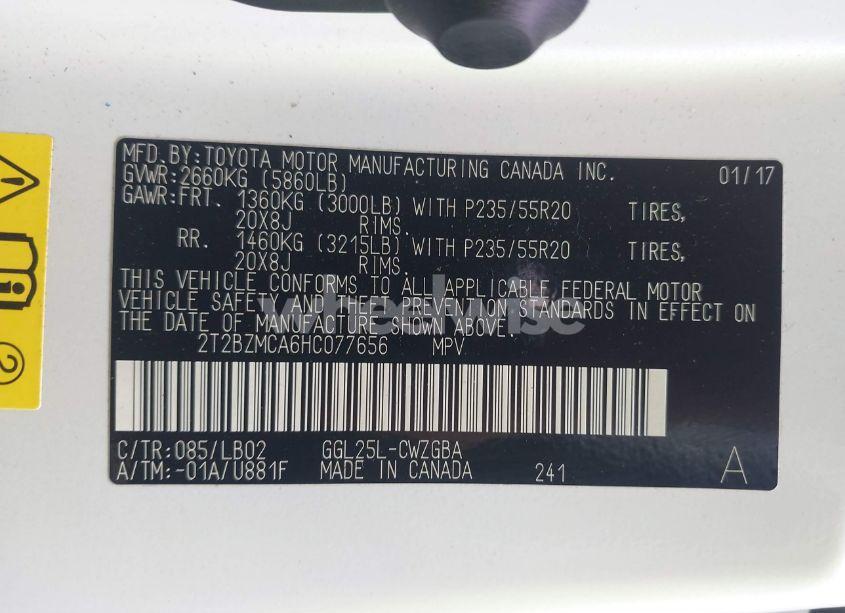 MFD.BY:TOYOTA MOTOR MANUFACTURING CANADA INC. 01/17
GVWR:2660KG (5860LB)
GAWR:FRT. 1360KG (3000LB) WITH P235/55R20 TIRES,
20X8J RIMS.
RR. 1460KG (3215LB) WITH P235/55R20 TIRES,
20X8J RIMS.
THIS VEHICLE CONFORMS TO ALL APPLICABLE FEDERAL MOTOR
VEHICLE SAFETY AND THEFT PREVENTION STANDARDS IN EFFECT ON
THE DATE OF MANUFACTURE SHOWN ABOVE.
wheelwise
2T2BZMCA6HC077656 MPV
C/TR:085/LB02 GGL25L-CWZGBA
A/TM:-01A/U881F MADE IN CANADA 241 A
2